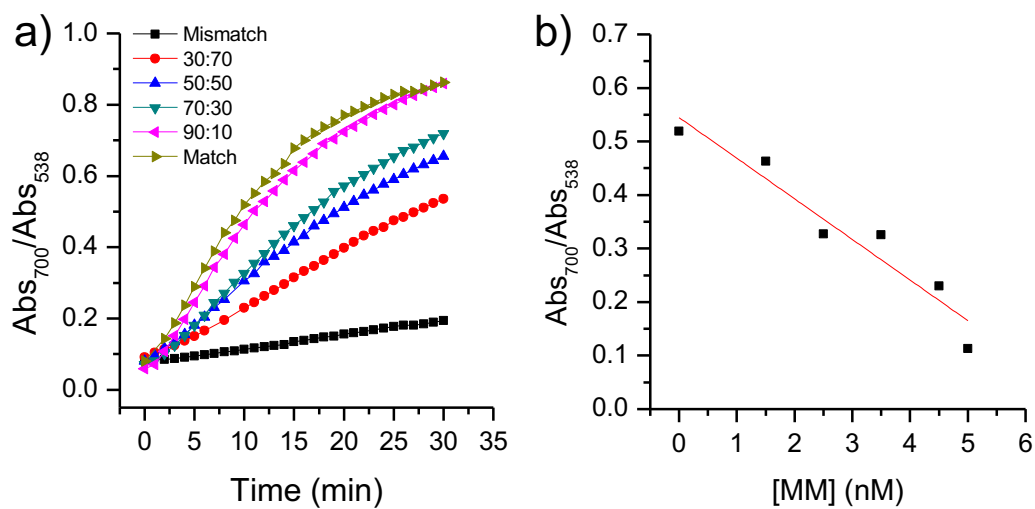 a)
Mismatch
30:70
50:50
70:30
90:10
Match
1.0
0.8
0.6
0.4
0.2
0.0
Abs700/Abs538
0 5 10 15 20 25 30 35
Time (min)
b)
0.7
0.6
0.5
0.4
0.3
0.2
0.1
0.0
Abs700/Abs538
0 1 2 3 4 5 6
[MM] (nM)